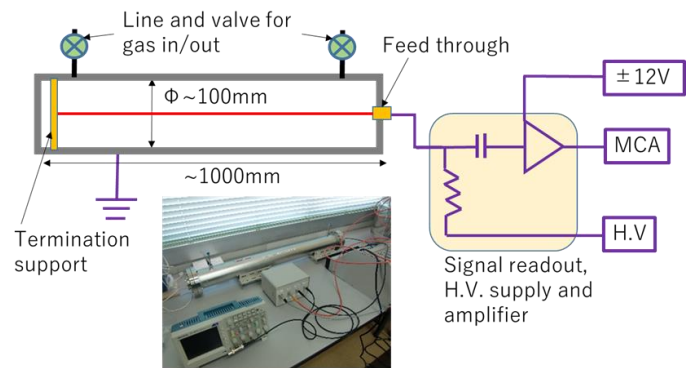 Line and valve for
gas in/out
Feed through
Φ~100mm
±12V
MCA
~1000mm
H.V
Termination
support
Signal readout,
H.V. supply and
amplifier